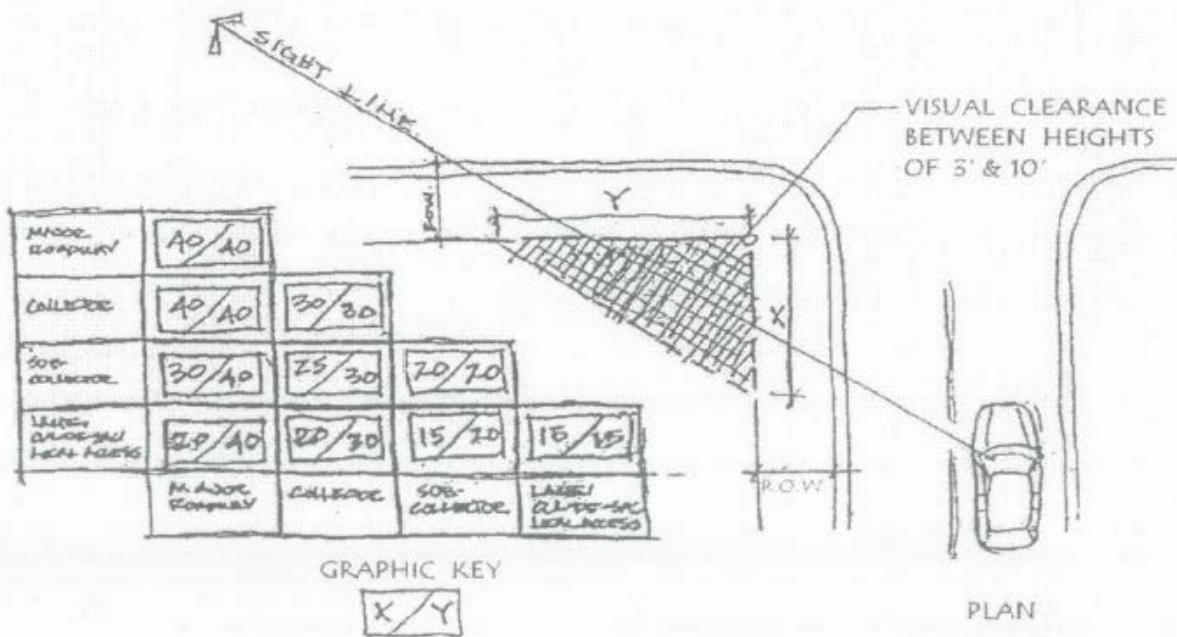 SIGHT LINE
VISUAL CLEARANCE
BETWEEN HEIGHTS
OF 3' & 10'
R.O.W.
Y
X
MAJOR
ROADWAY
40/40
COLLECTOR
40/40
30/30
SUB-
COLLECTOR
30/40
25/30
20/20
LANE/
CUL-DE-SAC/
LOCAL ACCESS
20/40
20/30
15/20
15/15
MAJOR
ROADWAY
COLLECTOR
SUB-
COLLECTOR
LANE/
CUL-DE-SAC
LOCAL ACCESS
R.O.W.
GRAPHIC KEY
X/Y
PLAN